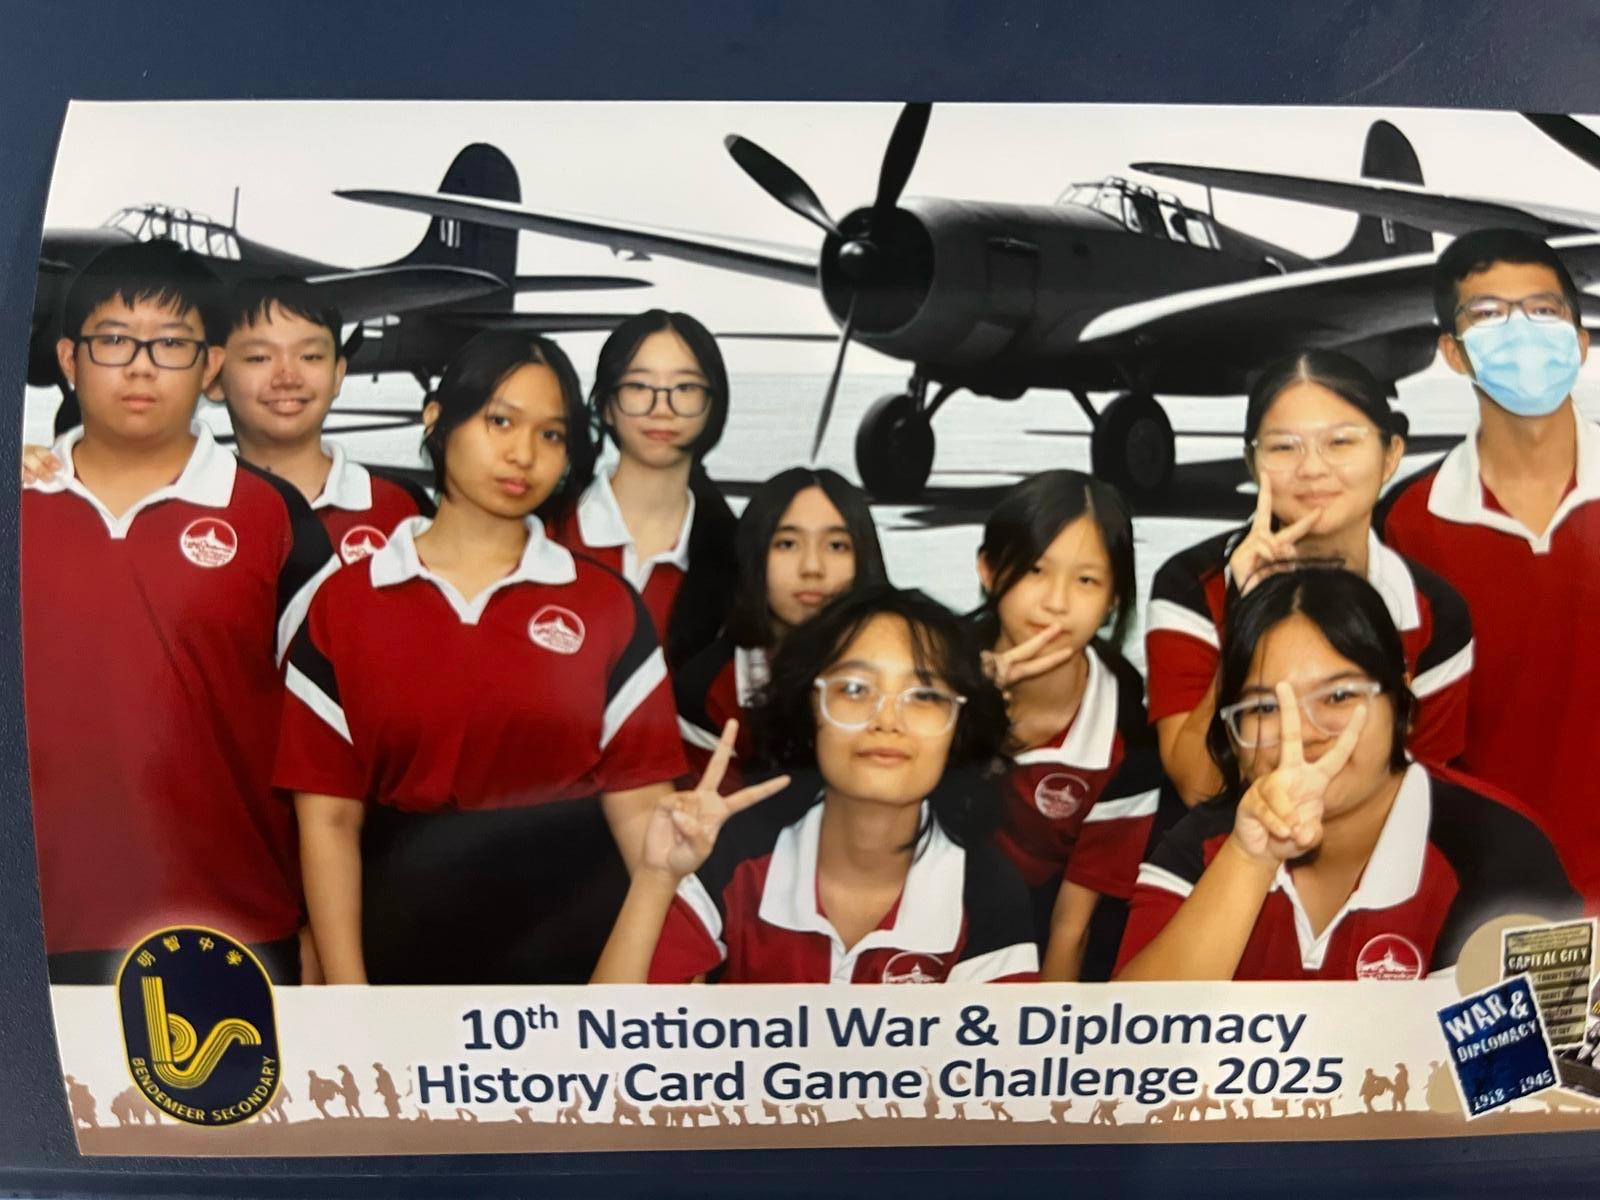 明智中学
BENDEMEER SECONDARY
10th National War & Diplomacy
History Card Game Challenge 2025
CAPITAL CITY
WAR &
DIPLOMACY
1918 - 1945